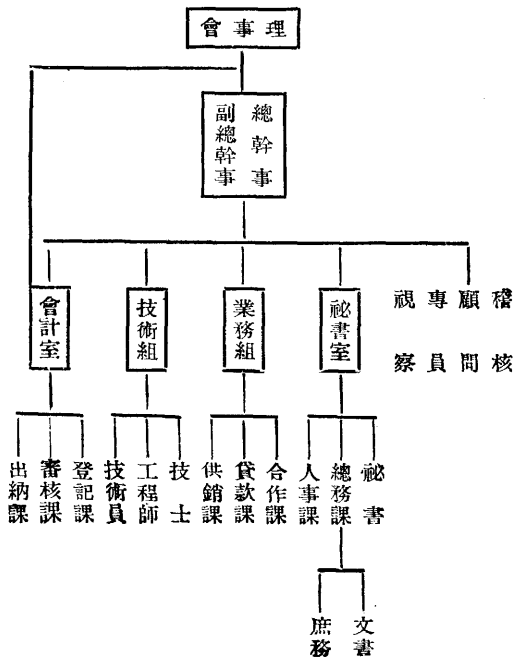 會事理
總幹事
副總幹事
稽核
顧問
專員
視察
祕書室
業務組
技術組
會計室
祕書
總務課
人事課
合作課
貸款課
供銷課
技士
工程師
技術員
登記課
審核課
出納課
文書
庶務